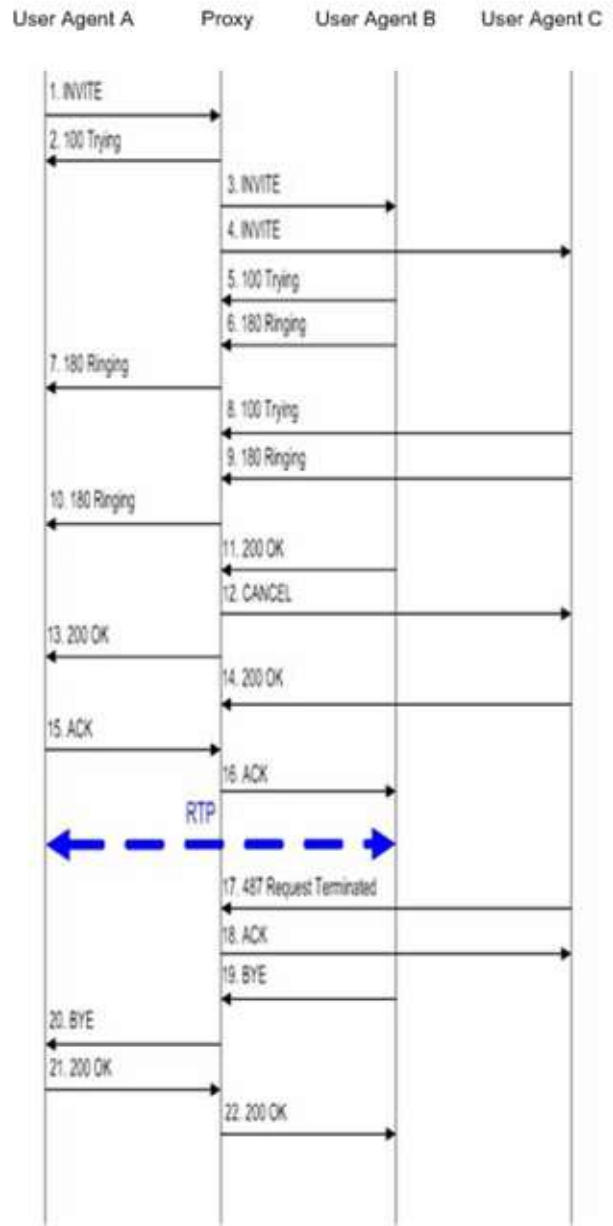 User Agent A Proxy User Agent B User Agent C
1. INVITE
2. 100 Trying
3. INVITE
4. INVITE
5. 100 Trying
6. 180 Ringing
7. 180 Ringing
8. 100 Trying
9. 180 Ringing
10. 180 Ringing
11. 200 OK
12. CANCEL
13. 200 OK
14. 200 OK
15. ACK
16. ACK
RTP
17. 487 Request Terminated
18. ACK
19. BYE
20. BYE
21. 200 OK
22. 200 OK